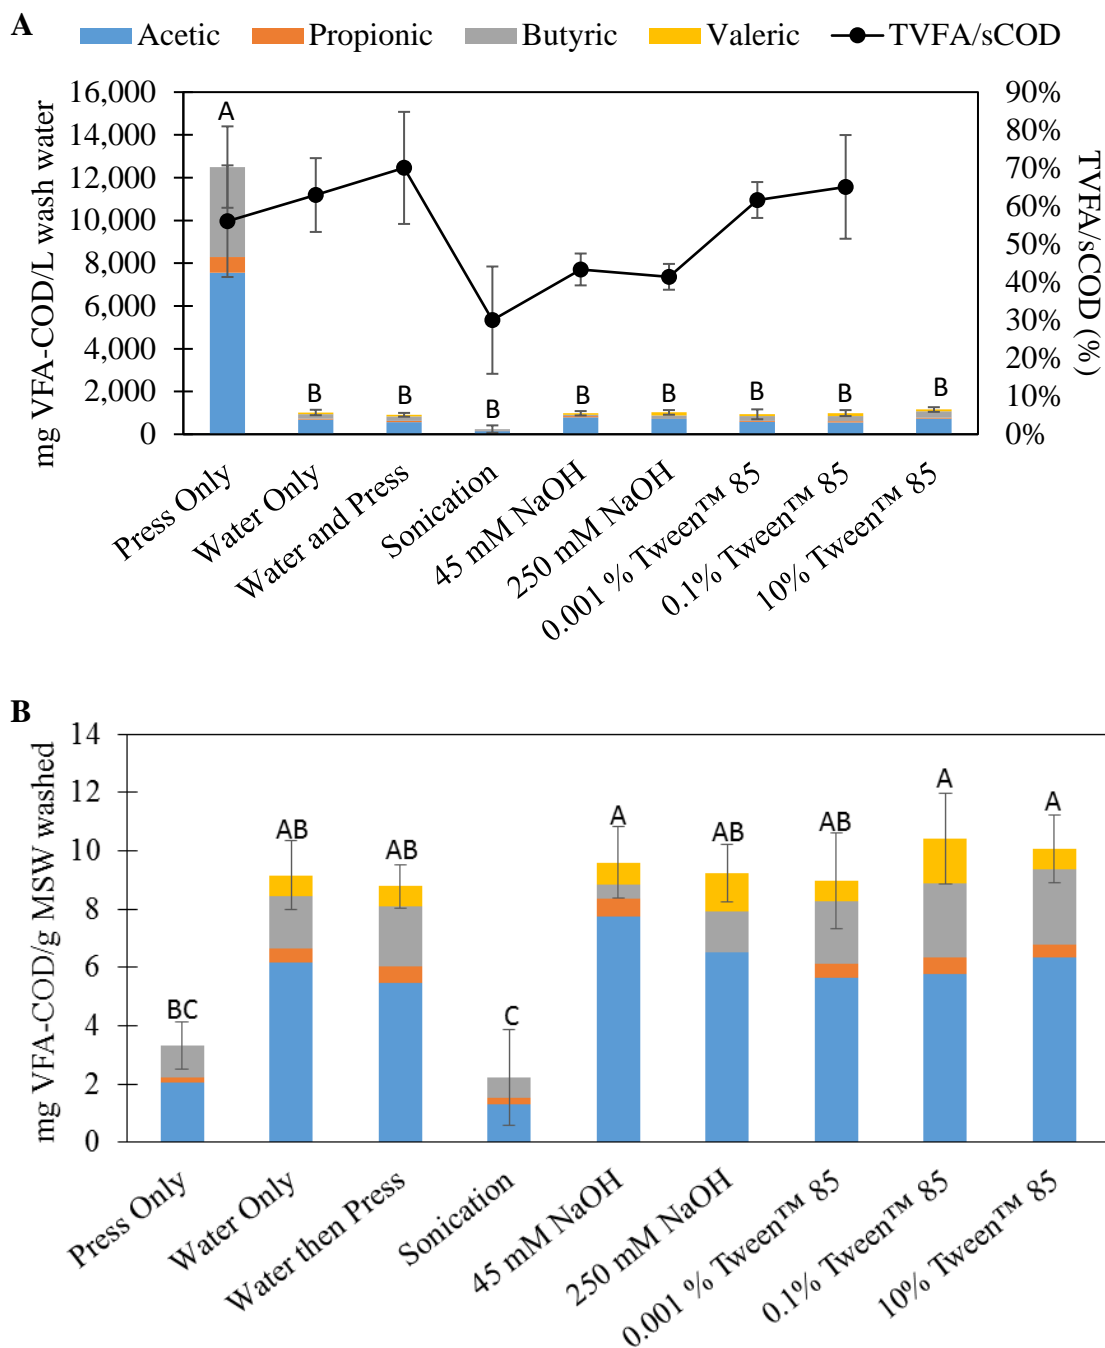 A
Acetic Propionic Butyric Valeric TVFA/sCOD
mg VFA-COD/L wash water
16,000
14,000
12,000
10,000
8,000
6,000
4,000
2,000
0
A
B
B
B
B
B
B
B
B
90%
80%
70%
60%
50%
40%
30%
20%
10%
0%
TVFA/sCOD (%)
Press Only
Water Only
Water and Press
Sonication
45 mM NaOH
250 mM NaOH
0.001 % Tween™ 85
0.1% Tween™ 85
10% Tween™ 85
B
mg VFA-COD/g MSW washed
14
12
10
8
6
4
2
0
BC
AB
AB
C
A
AB
AB
A
A
Press Only
Water Only
Water then Press
Sonication
45 mM NaOH
250 mM NaOH
0.001 % Tween™ 85
0.1% Tween™ 85
10% Tween™ 85